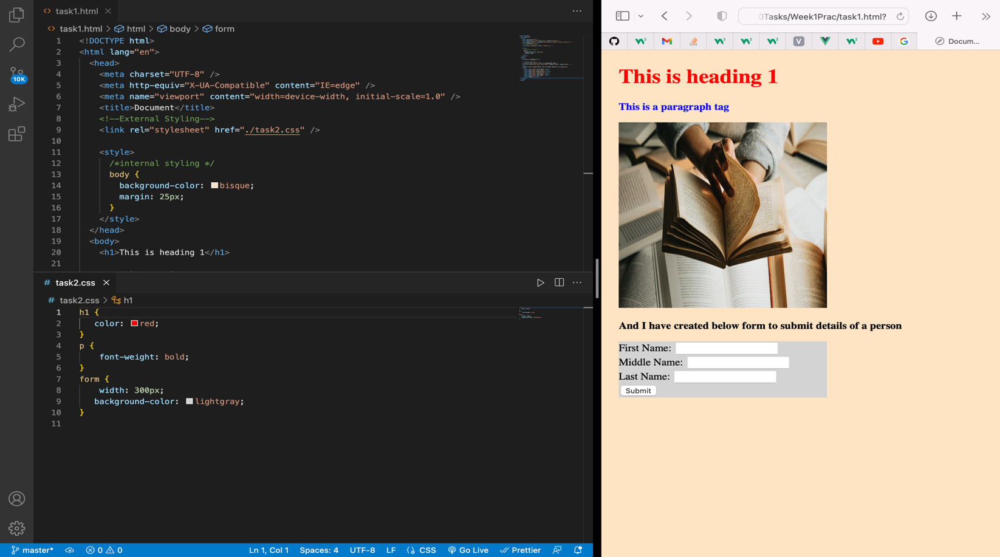 task1.html
task1.html > html > body > form
1 <!DOCTYPE html>
2 <html lang="en">
3 <head>
4 <meta charset="UTF-8" />
5 <meta http-equiv="X-UA-Compatible" content="IE=edge" />
6 <meta name="viewport" content="width=device-width, initial-scale=1.0" />
7 <title>Document</title>
8 <!--External Styling-->
9 <link rel="stylesheet" href="./task2.css" />
10
11 <style>
12 /*internal styling */
13 body {
14 background-color: bisque;
15 margin: 25px;
16 }
17 </style>
18 </head>
19 <body>
20 <h1>This is heading 1</h1>
21
10K
# task2.css
# task2.css > h1
1 h1 {
2 color: red;
3 }
4 p {
5 font-weight: bold;
6 }
7 form {
8 width: 300px;
9 background-color: lightgray;
10 }
11
master* 0 0 Ln 1, Col 1 Spaces: 4 UTF-8 LF CSS Go Live Prettier
0Tasks/Week1Prac/task1.html?
Docum...
This is heading 1
This is a paragraph tag
And I have created below form to submit details of a person
First Name:
Middle Name:
Last Name:
Submit